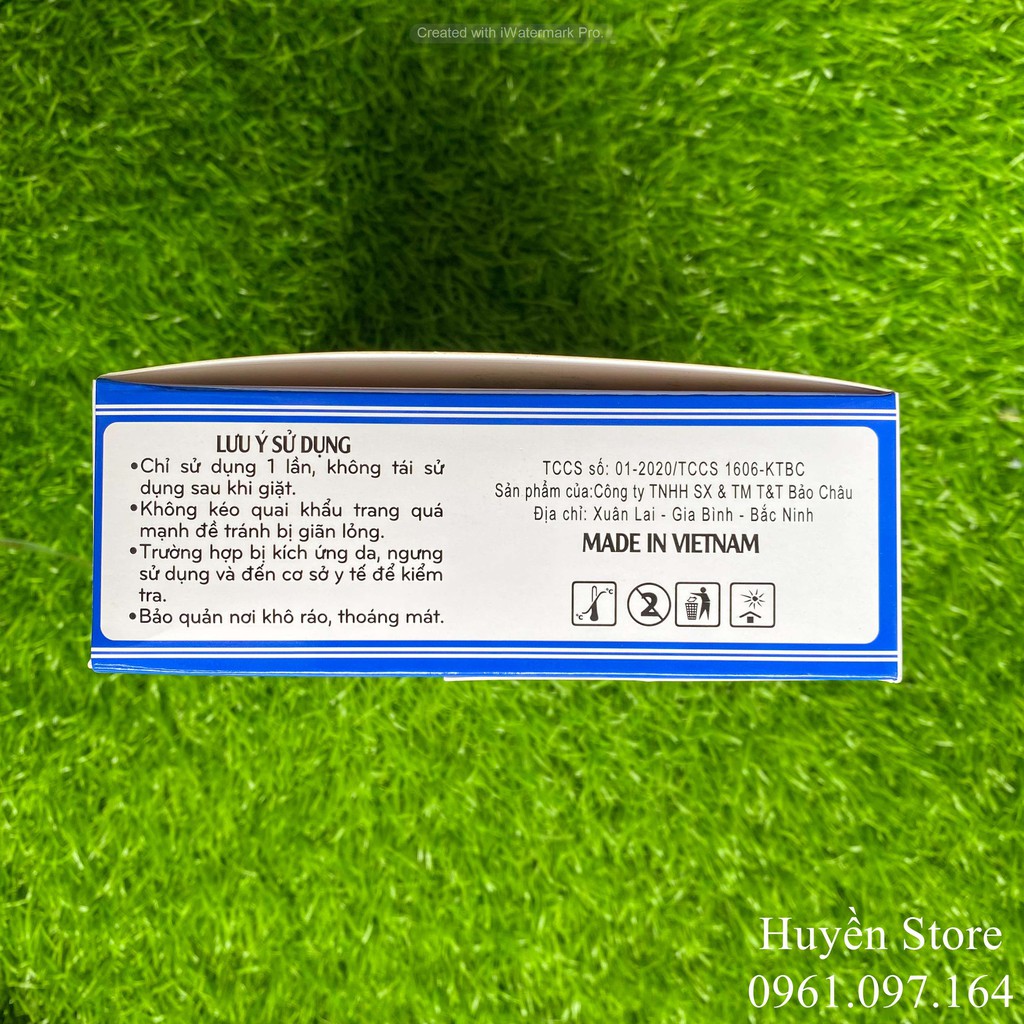 Created with iWatermark Pro.
LƯU Ý SỬ DỤNG
•Chỉ sử dụng 1 lần, không tái sử
dụng sau khi giặt.
•Không kéo quai khẩu trang quá
mạnh đề tránh bị giãn lỏng.
•Trường hợp bị kích ứng da, ngưng
sử dụng và đến cơ sở y tế để kiểm
tra.
•Bảo quản nơi khô ráo, thoáng mát.
TCCS số: 01-2020/TCCS 1606-KTBC
Sản phẩm của:Công ty TNHH SX & TM T&T Bảo Châu
Địa chỉ: Xuân Lai - Gia Bình - Bắc Ninh
MADE IN VIETNAM
°C °C
2
Huyền Store
0961.097.164